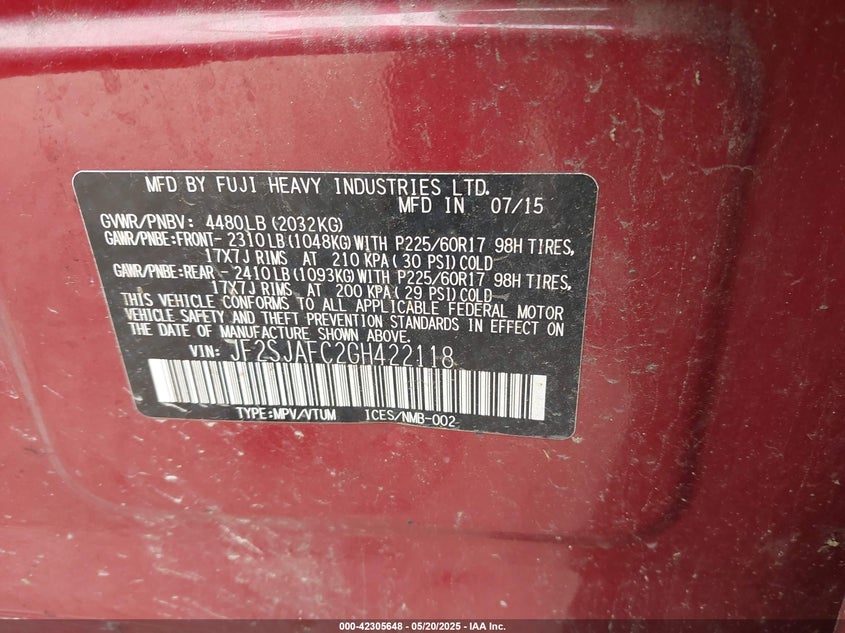 MFD BY FUJI HEAVY INDUSTRIES LTD.
MFD IN 07/15
GVWR/PNBV: 4480LB(2032KG)
GAWR/PNBE:FRONT- 2310LB(1048KG)WITH P225/60R17 98H TIRES,
17X7J RIMS AT 210 KPA(30 PSI)COLD
GAWR/PNBE:REAR - 2410LB(1093KG)WITH P225/60R17 98H TIRES,
17X7J RIMS AT 200 KPA(29 PSI)COLD
THIS VEHICLE CONFORMS TO ALL APPLICABLE FEDERAL MOTOR
VEHICLE SAFETY AND THEFT PREVENTION STANDARDS IN EFFECT ON
THE DATE OF MANUFACTURE SHOWN ABOVE.
VIN: JF2SJAFC2GH422118
TYPE:MPV/VTUM ICES/NMB-002
000-42305648 - 05/20/2025 - IAA Inc.